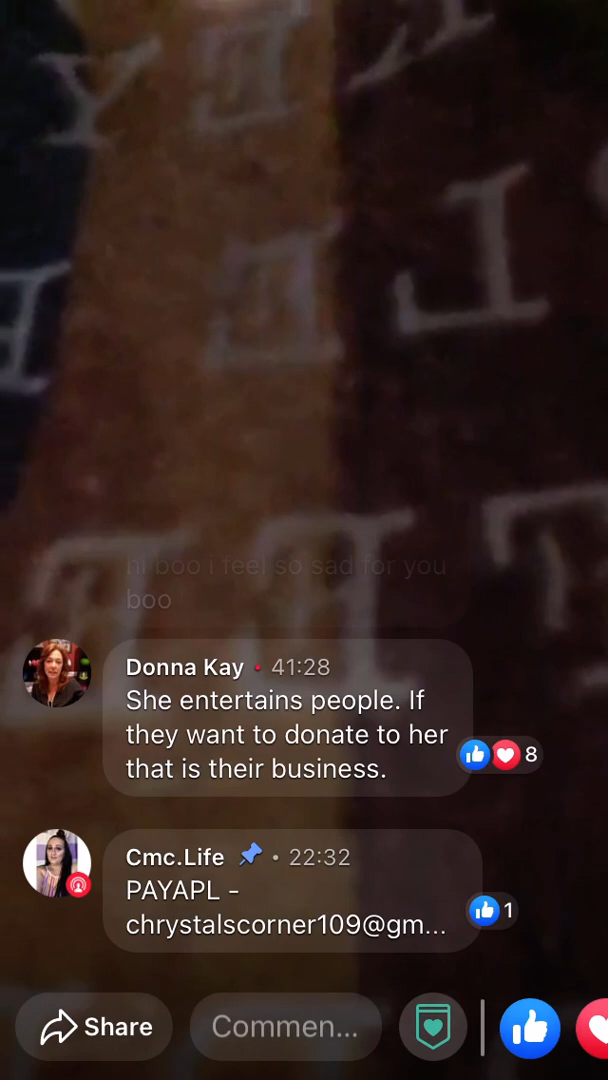 hi boo i feel so sad for you
boo
Donna Kay • 41:28
She entertains people. If
they want to donate to her
that is their business.
8
Cmc.Life • 22:32
PAYAPL -
chrystalscorner109@gm...
1
Share
Commen...